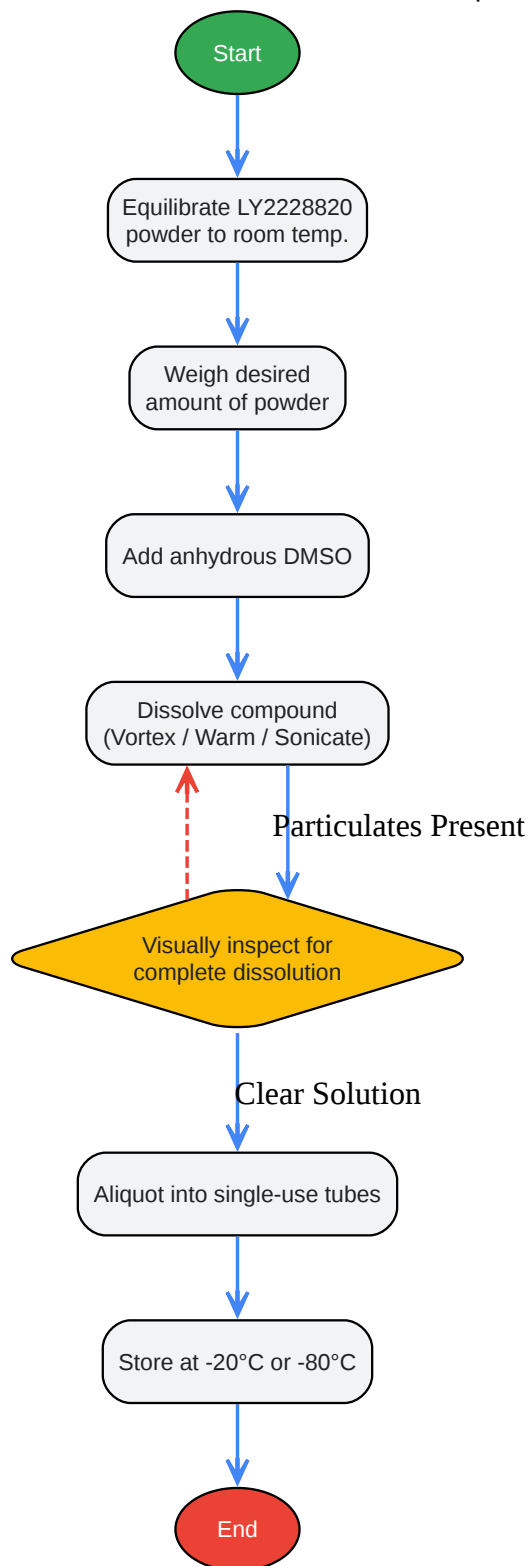 Start
Equilibrate LY2228820
powder to room temp.
Weigh desired
amount of powder
Add anhydrous DMSO
Dissolve compound
(Vortex / Warm / Sonicate)
Particulates Present
Visually inspect for
complete dissolution
Clear Solution
Aliquot into single-use tubes
Store at -20°C or -80°C
End